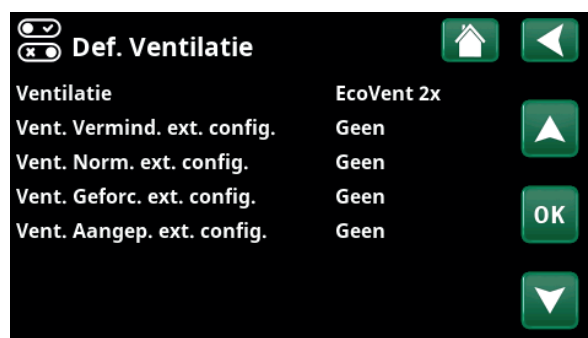 Def. Ventilatie
Ventilatie EcoVent 2x
Vent. Vermind. ext. config. Geen
Vent. Norm. ext. config. Geen
Vent. Geforc. ext. config. Geen
Vent. Aangep. ext. config. Geen
OK